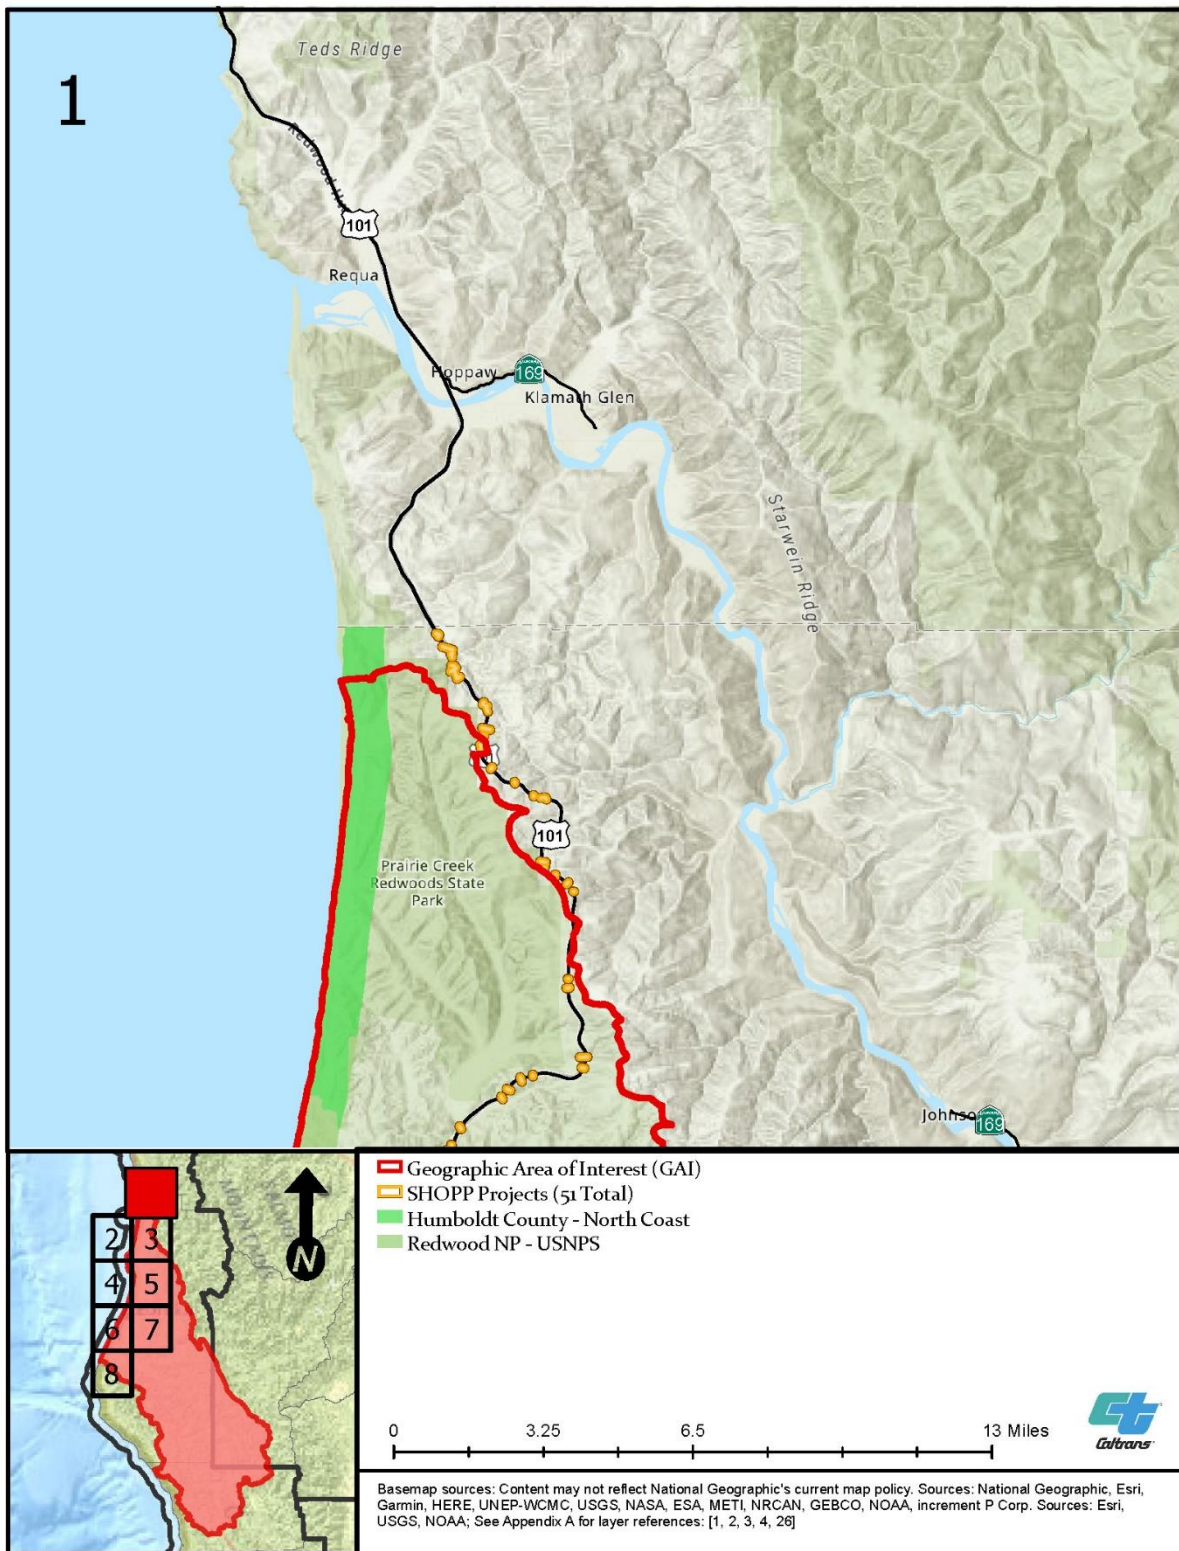 1
Teds Ridge
Redwood Hwy
101
Requa
Hoppaw
169
Klamath Glen
Starwein Ridge
101
Prairie Creek
Redwoods State
Park
169
2
3
4
5
6
7
8
N
Geographic Area of Interest (GAI)
SHOPP Projects (51 Total)
Humboldt County - North Coast
Redwood NP - USNPS
0 3.25 6.5 13 Miles
Caltrans
Basemap sources: Content may not reflect National Geographic's current map policy. Sources: National Geographic, Esri,
Garmin, HERE, UNEP-WCMC, USGS, NASA, ESA, METI, NRCAN, GEBCO, NOAA, increment P Corp. Sources: Esri,
USGS, NOAA; See Appendix A for layer references: [1, 2, 3, 4, 26]